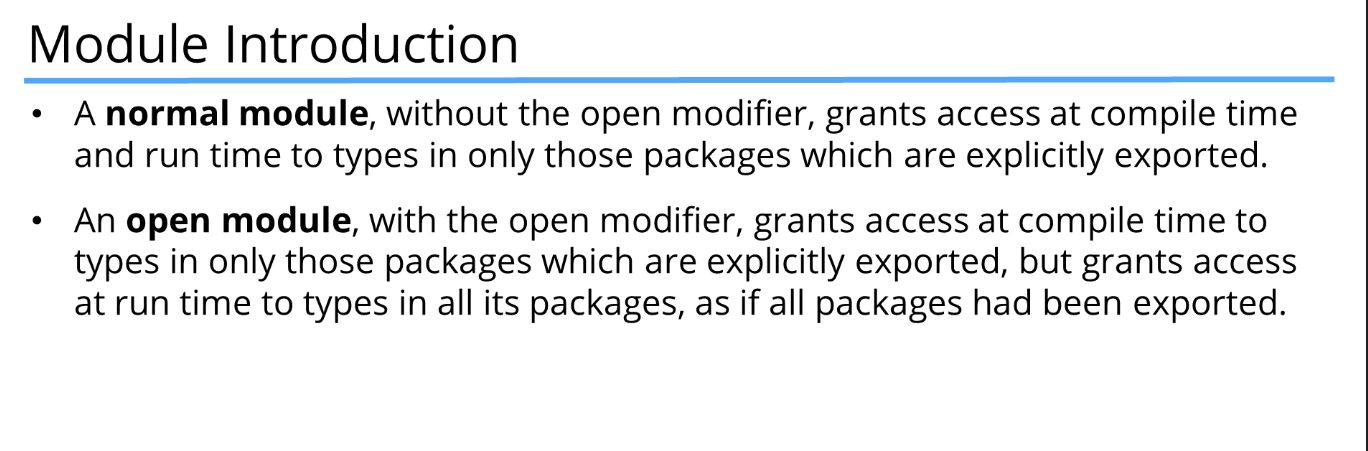 Module Introduction
• A normal module, without the open modifier, grants access at compile time
and run time to types in only those packages which are explicitly exported.
• An open module, with the open modifier, grants access at compile time to
types in only those packages which are explicitly exported, but grants access
at run time to types in all its packages, as if all packages had been exported.